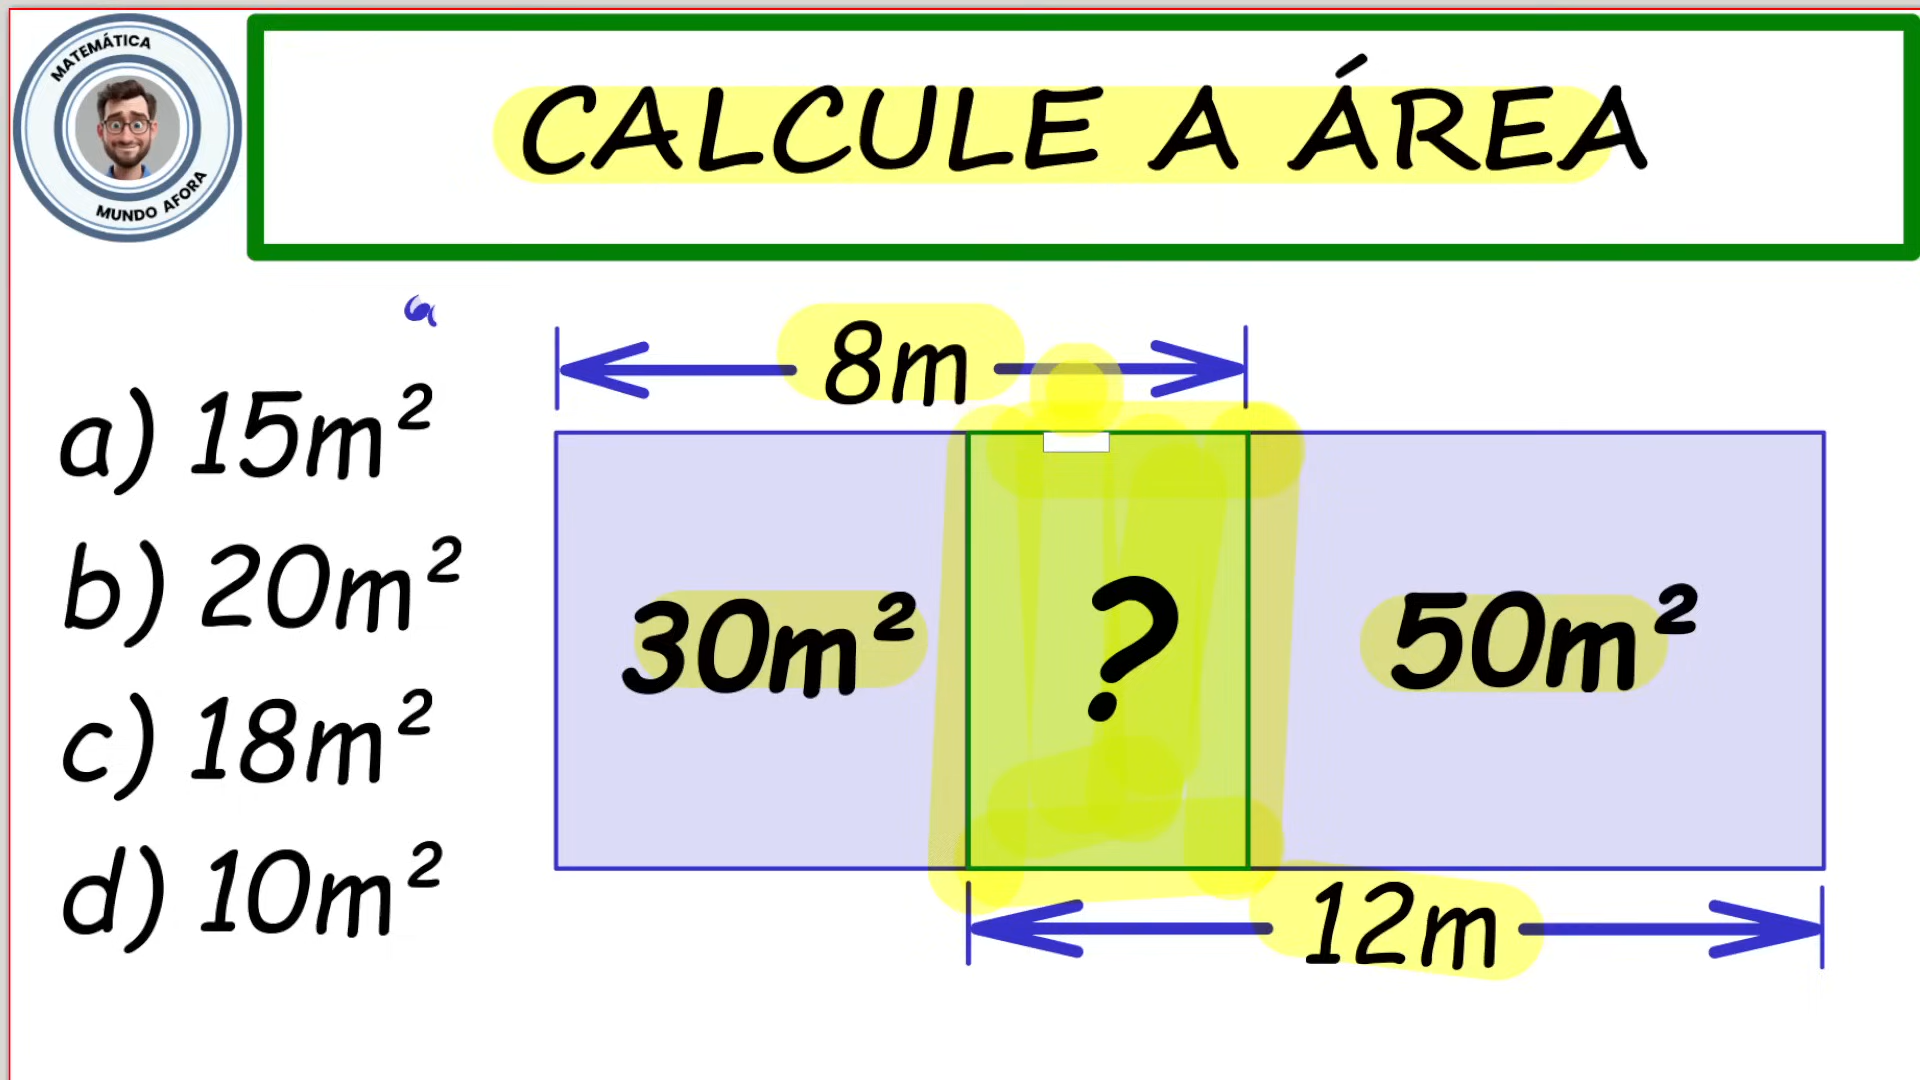 MATEMÁTICA
MUNDO AFORA
CALCULE A ÁREA
8m
a) 15m²
b) 20m²
c) 18m²
d) 10m²
30m²
?
50m²
12m